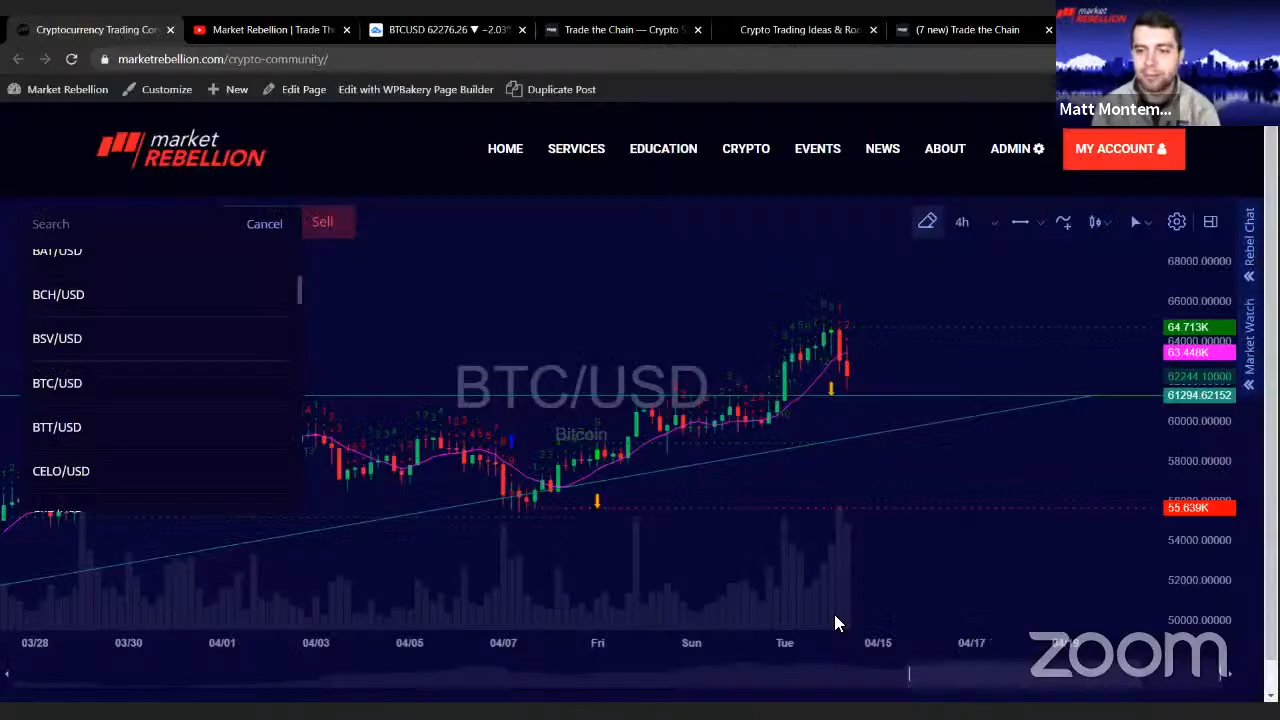 Cryptocurrency Trading Con
Market Rebellion | Trade Th
BTCUSD 62276.26 ▼ −2.03%
Trade the Chain — Crypto S
Crypto Trading Ideas & Roo
(7 new) Trade the Chain
market
REBELLION
Matt Montem...
marketrebellion.com/crypto-community/
Market Rebellion
Customize
New
Edit Page
Edit with WPBakery Page Builder
Duplicate Post
market
REBELLION
HOME
SERVICES
EDUCATION
CRYPTO
EVENTS
NEWS
ABOUT
ADMIN
MY ACCOUNT
Search
Cancel
Sell
4h
BAT/USD
BCH/USD
BSV/USD
BTC/USD
BTT/USD
CELO/USD
BTC/USD
Bitcoin
68000.00000
66000.00000
64.713K
64000.00000
63.448K
62244.10000
61294.62152
60000.00000
58000.00000
55.639K
54000.00000
52000.00000
50000.00000
Rebel Chat
Market Watch
03/28
03/30
04/01
04/03
04/05
04/07
Fri
Sun
Tue
04/15
04/17
04/19
zoom